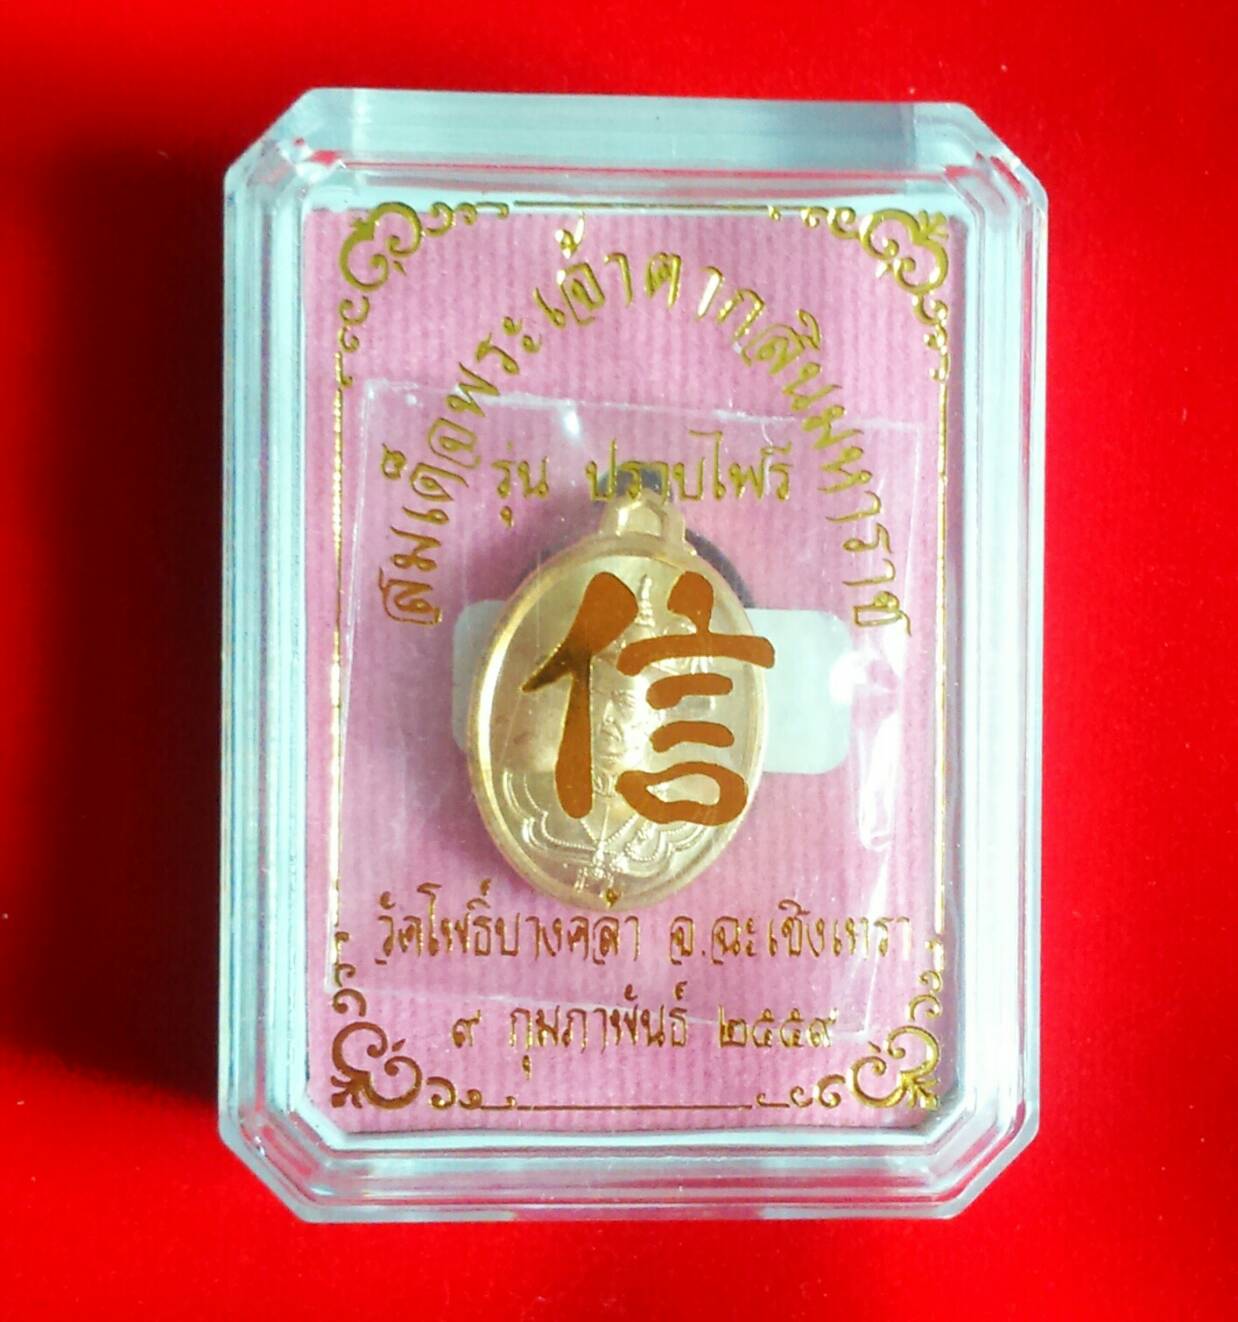 สมเด็จพระเจ้าตากสินมหาราช
รุ่น ปราบไพรี
信
วัดโพธิ์บางคล้า จ.ฉะเชิงเทรา
๙ กุมภาพันธ์ ๒๕๕๙